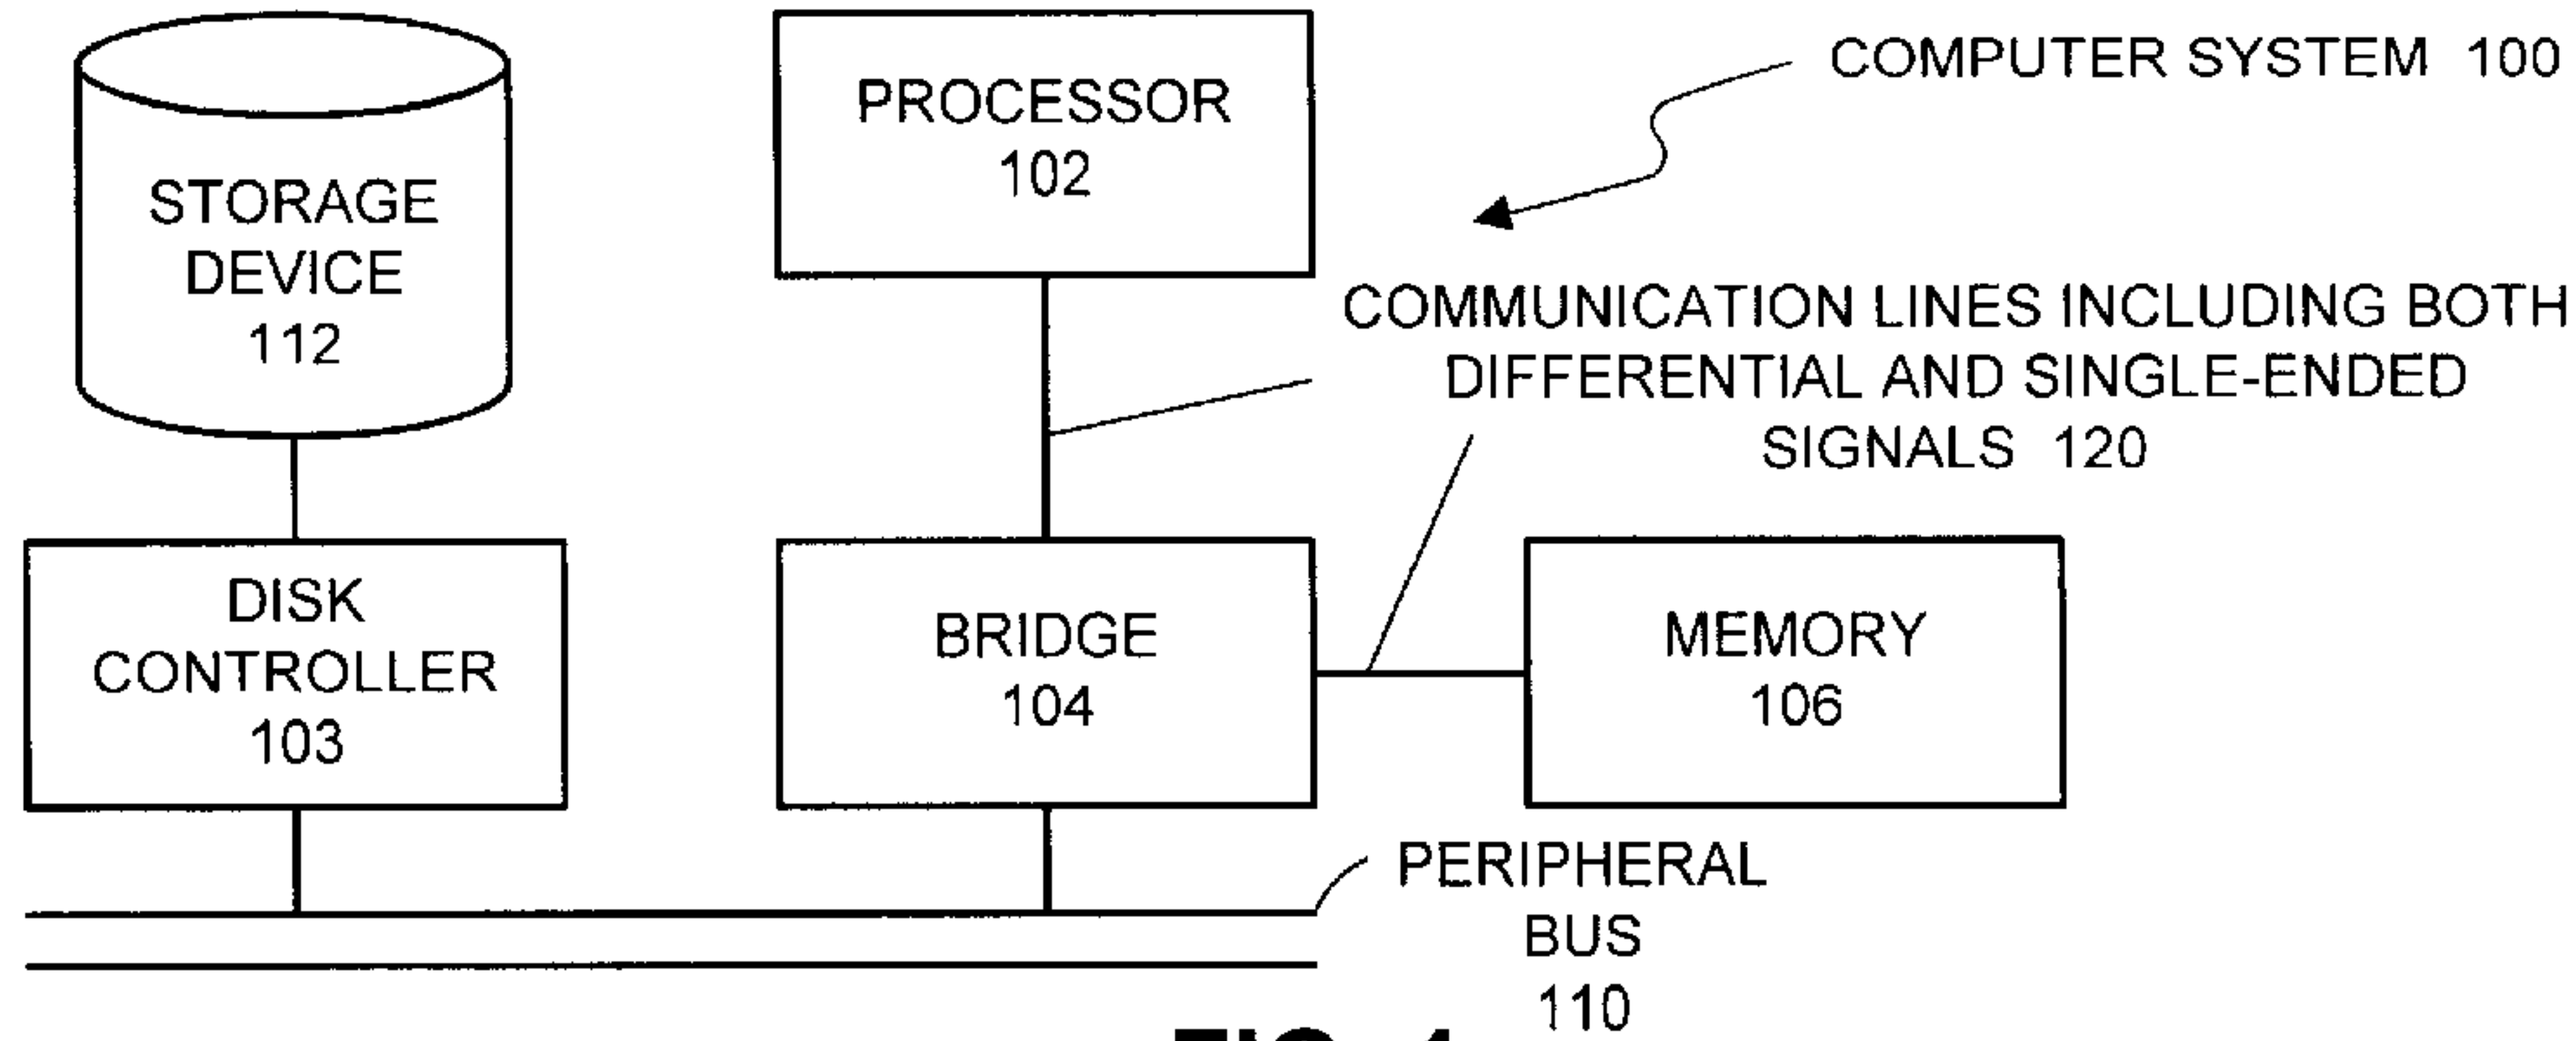 STORAGE
DEVICE
112
PROCESSOR
102
COMPUTER SYSTEM 100
COMMUNICATION LINES INCLUDING BOTH
DIFFERENTIAL AND SINGLE-ENDED
SIGNALS 120
DISK
CONTROLLER
103
BRIDGE
104
MEMORY
106
PERIPHERAL
BUS
110